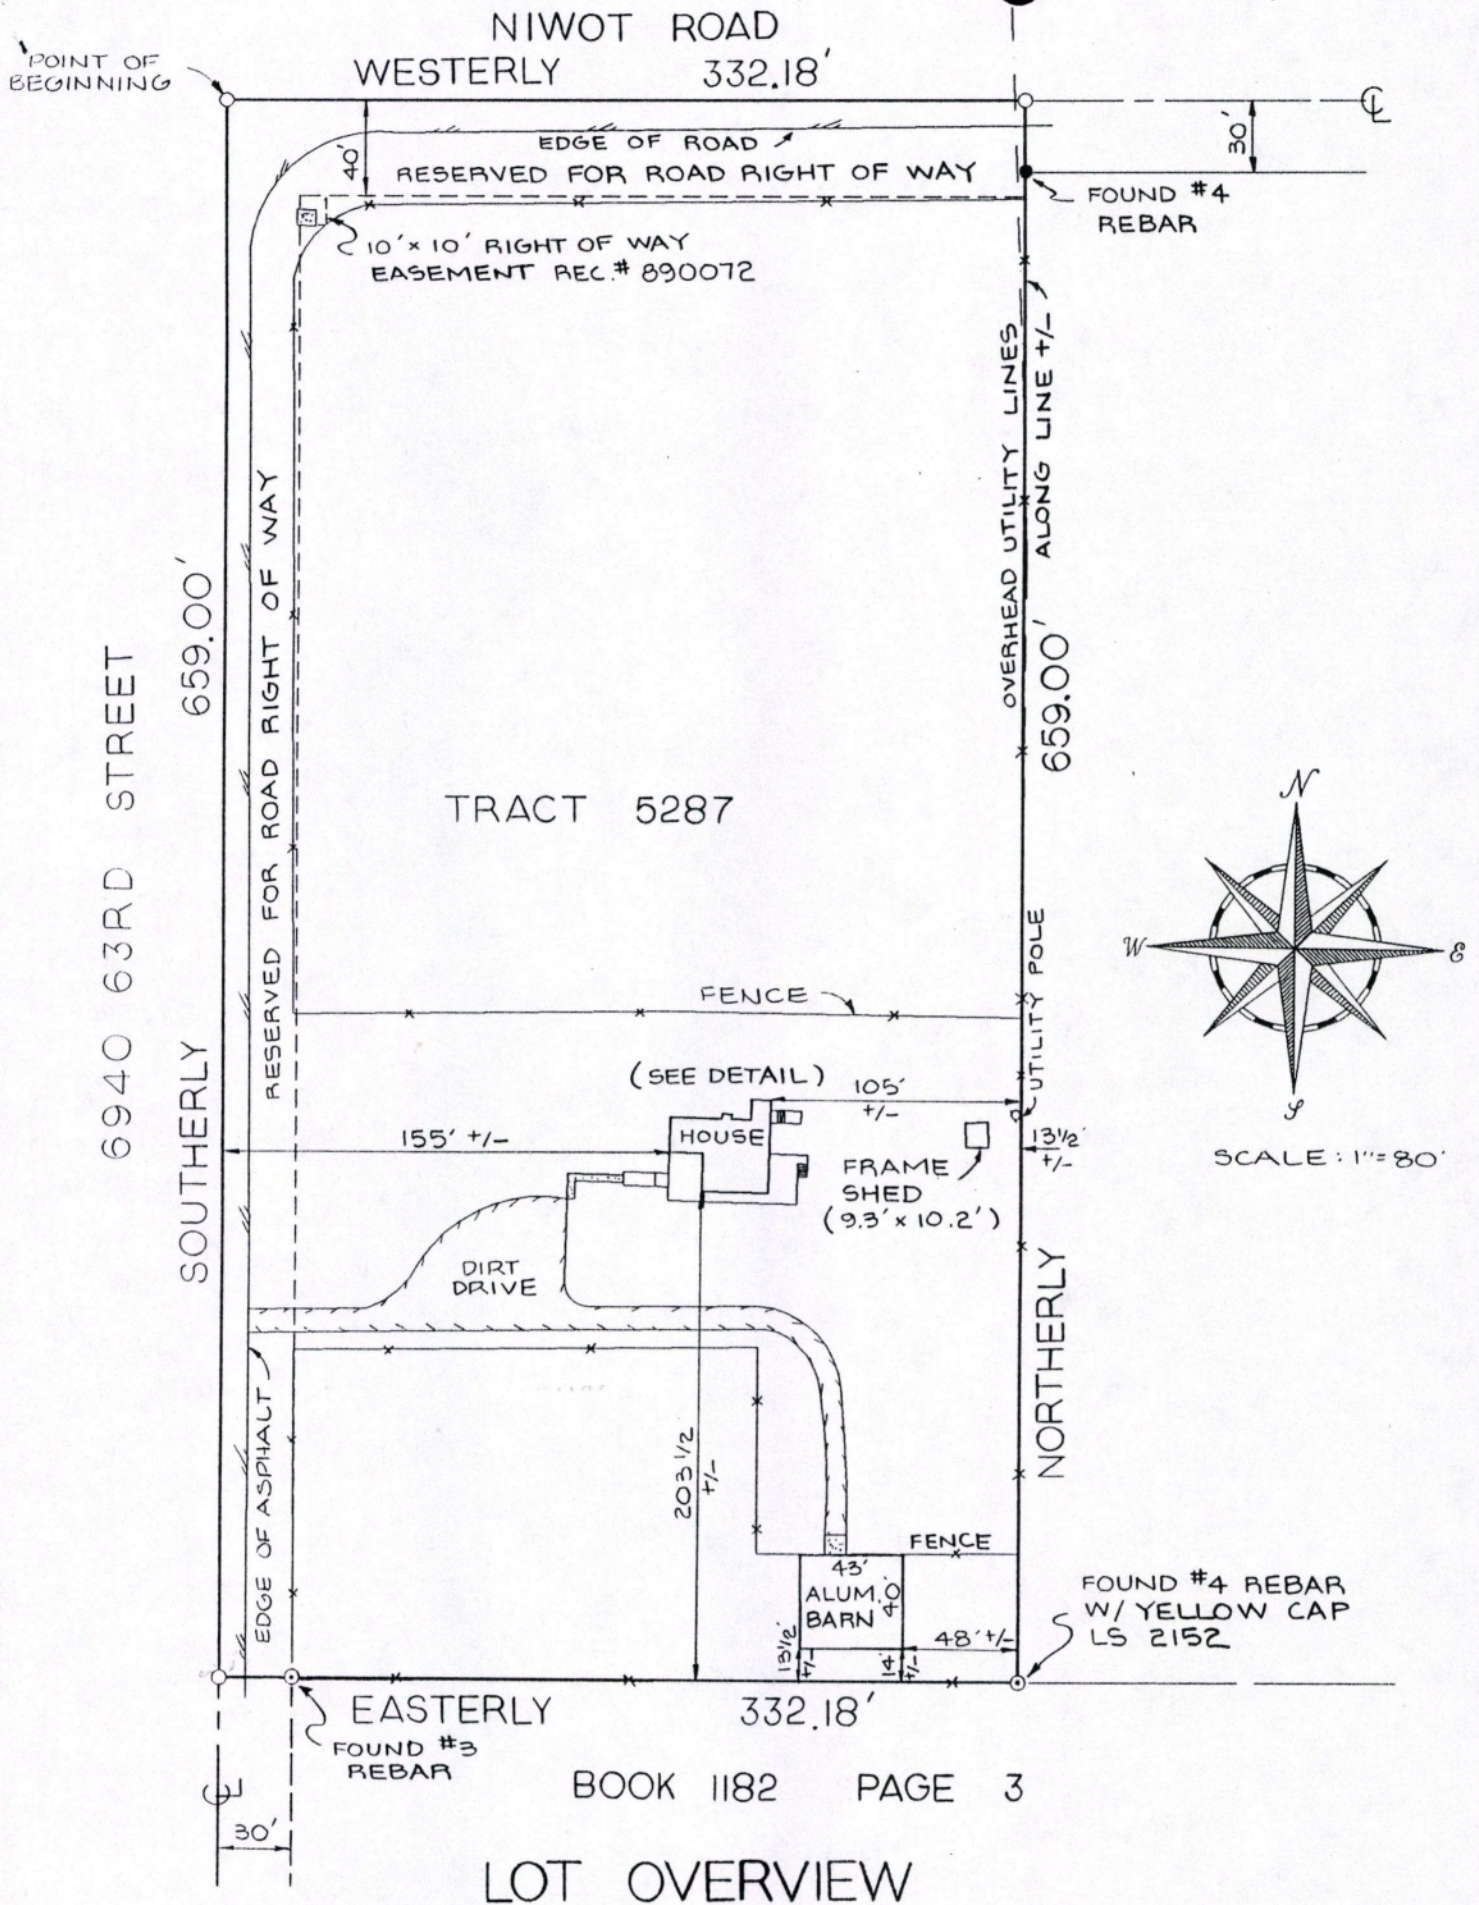 NIWOT ROAD
POINT OF
BEGINNING
WESTERLY 332.18'
℄
EDGE OF ROAD
40'
30'
RESERVED FOR ROAD RIGHT OF WAY
FOUND #4
REBAR
10' x 10' RIGHT OF WAY
EASEMENT REC.# 890072
OVERHEAD UTILITY LINES
ALONG LINE +/-
RESERVED FOR ROAD RIGHT OF WAY
6940 63RD STREET
SOUTHERLY 659.00'
659.00'
TRACT 5287
N
W
E
S
SCALE: 1"=80'
UTILITY POLE
FENCE
(SEE DETAIL)
105'
+/-
155' +/-
HOUSE
13 1/2'
+/-
FRAME
SHED
(9.3' x 10.2')
DIRT
DRIVE
NORTHERLY
203 1/2
+/-
EDGE OF ASPHALT
FENCE
43'
ALUM.
BARN
40'
13 1/2'
+/-
14'
+/-
48' +/-
FOUND #4 REBAR
W/ YELLOW CAP
LS 2152
EASTERLY 332.18'
FOUND #3
REBAR
BOOK 1182 PAGE 3
℄
30'
LOT OVERVIEW